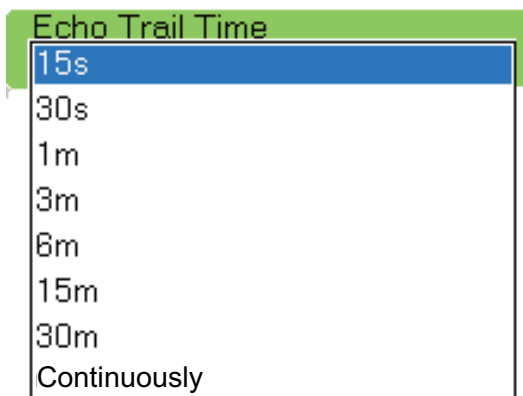 Echo Trail Time
15s
30s
1m
3m
6m
15m
30m
Continuously